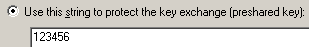 Use this string to protect the key exchange (preshared key):
123456